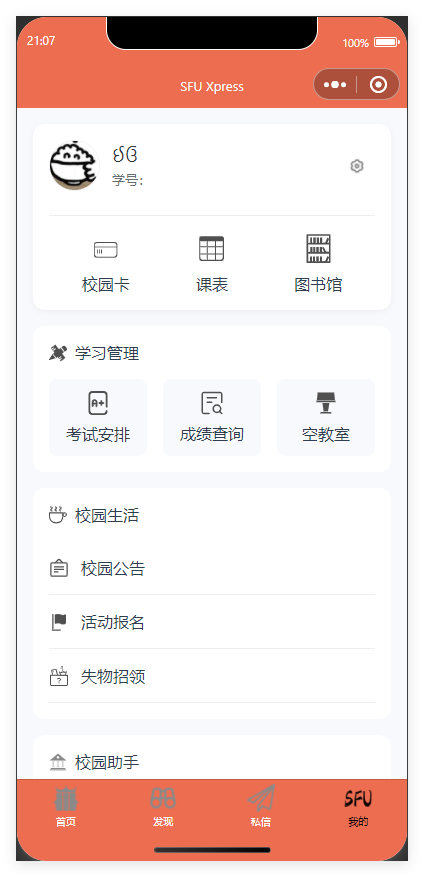 21:07
100%
SFU Xpress
学号:
校园卡
课表
图书馆
学习管理
考试安排
成绩查询
空教室
校园生活
校园公告
活动报名
失物招领
校园助手
首页
发现
私信
SFU
我的